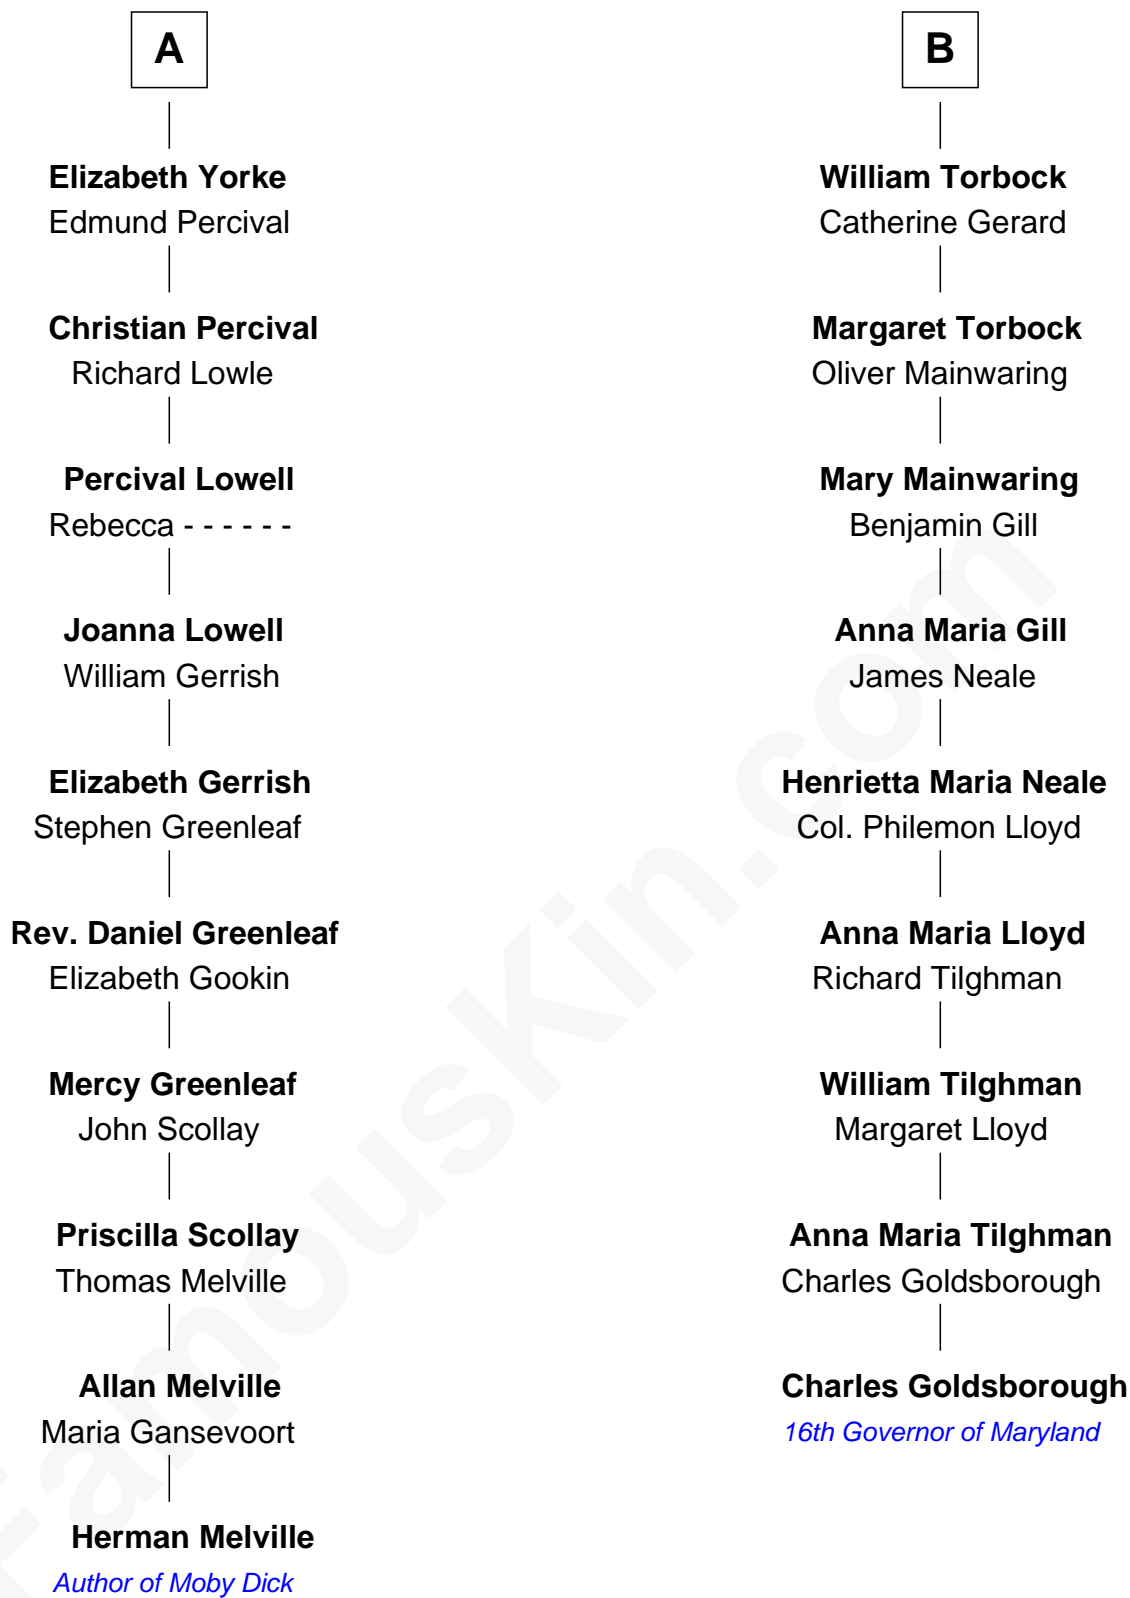 A
Elizabeth Yorke
Edmund Percival
Christian Percival
Richard Lowle
Percival Lowell
Rebecca - - - - - -
Joanna Lowell
William Gerrish
Elizabeth Gerrish
Stephen Greenleaf
Rev. Daniel Greenleaf
Elizabeth Gookin
Mercy Greenleaf
John Scollay
Priscilla Scollay
Thomas Melville
Allan Melville
Maria Gansevoort
Herman Melville
Author of Moby Dick
B
William Torbock
Catherine Gerard
Margaret Torbock
Oliver Mainwaring
Mary Mainwaring
Benjamin Gill
Anna Maria Gill
James Neale
Henrietta Maria Neale
Col. Philemon Lloyd
Anna Maria Lloyd
Richard Tilghman
William Tilghman
Margaret Lloyd
Anna Maria Tilghman
Charles Goldsborough
Charles Goldsborough
16th Governor of Maryland
FamousKin.com